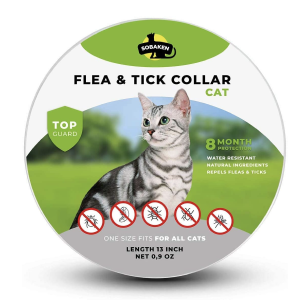 SOBAKEN
FLEA & TICK COLLAR
CAT
TOP
GUARD
8 MONTH
PROTECTION
WATER RESISTANT
NATURAL INGREDIENTS
REPELS FLEAS & TICKS
ONE SIZE FITS FOR ALL CATS
LENGTH 13 INCH
NET 0,9 OZ